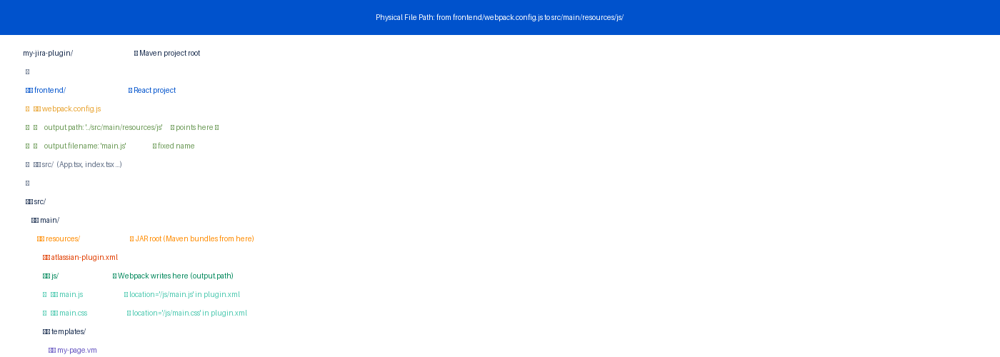 Physical File Path: from frontend/webpack.config.js to src/main/resources/js/
my-jira-plugin/ Maven project root
frontend/ React project
webpack.config.js
output.path: '../src/main/resources/js' points here
output.filename: 'main.js' fixed name
src/ (App.tsx, index.tsx ...)
src/
main/
resources/ JAR root (Maven bundles from here)
atlassian-plugin.xml
js/ Webpack writes here (output.path)
main.js location='/js/main.js' in plugin.xml
main.css location='/js/main.css' in plugin.xml
templates/
my-page.vm